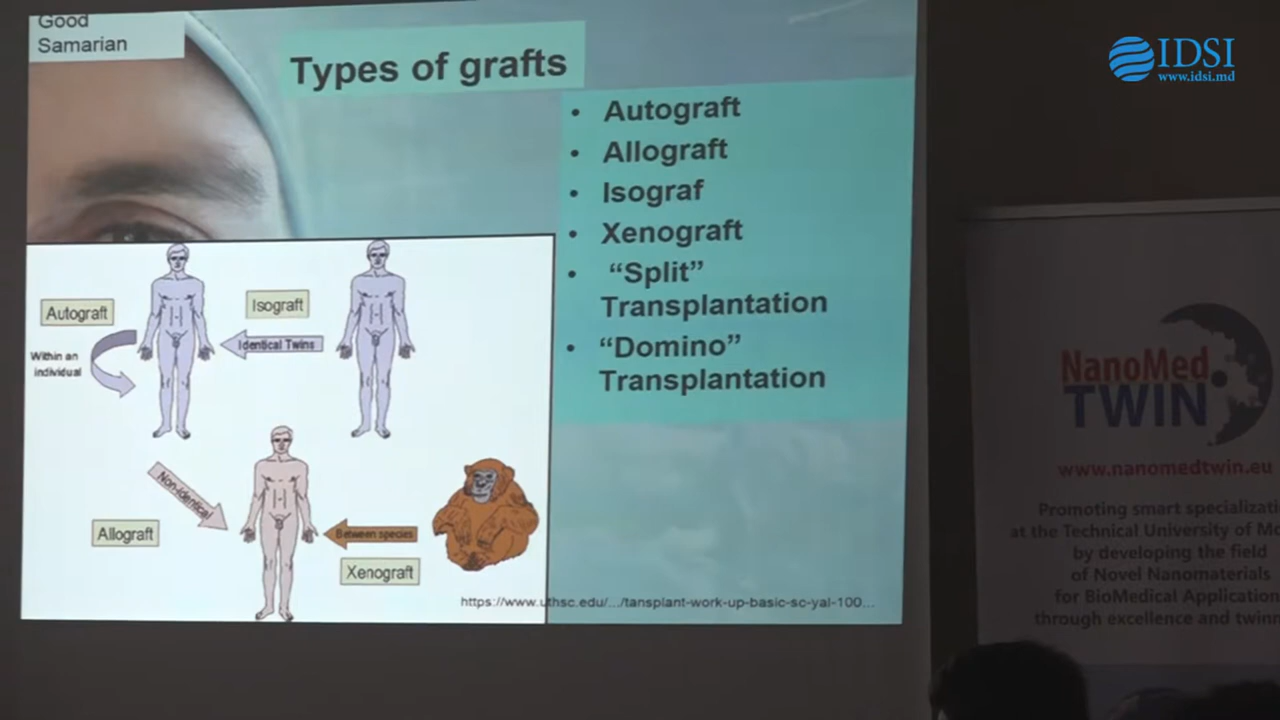 Good
Samarian
Types of grafts
• Autograft
• Allograft
• Isograf
• Xenograft
• “Split”
Transplantation
• “Domino”
Transplantation
Autograft
Within an
individual
Isograft
Identical Twins
Non-identical
Allograft
Between species
Xenograft
https://www.uthsc.edu/.../tansplant-work-up-basic-sc-yal-100...
IDSI
www.idsi.md
NanoMed
TWIN
www.nanomedtwin.eu
Promoting smart specializati
at the Technical University of Mo
by developing the field
of Novel Nanomaterials
for BioMedical Application
through excellence and twinn